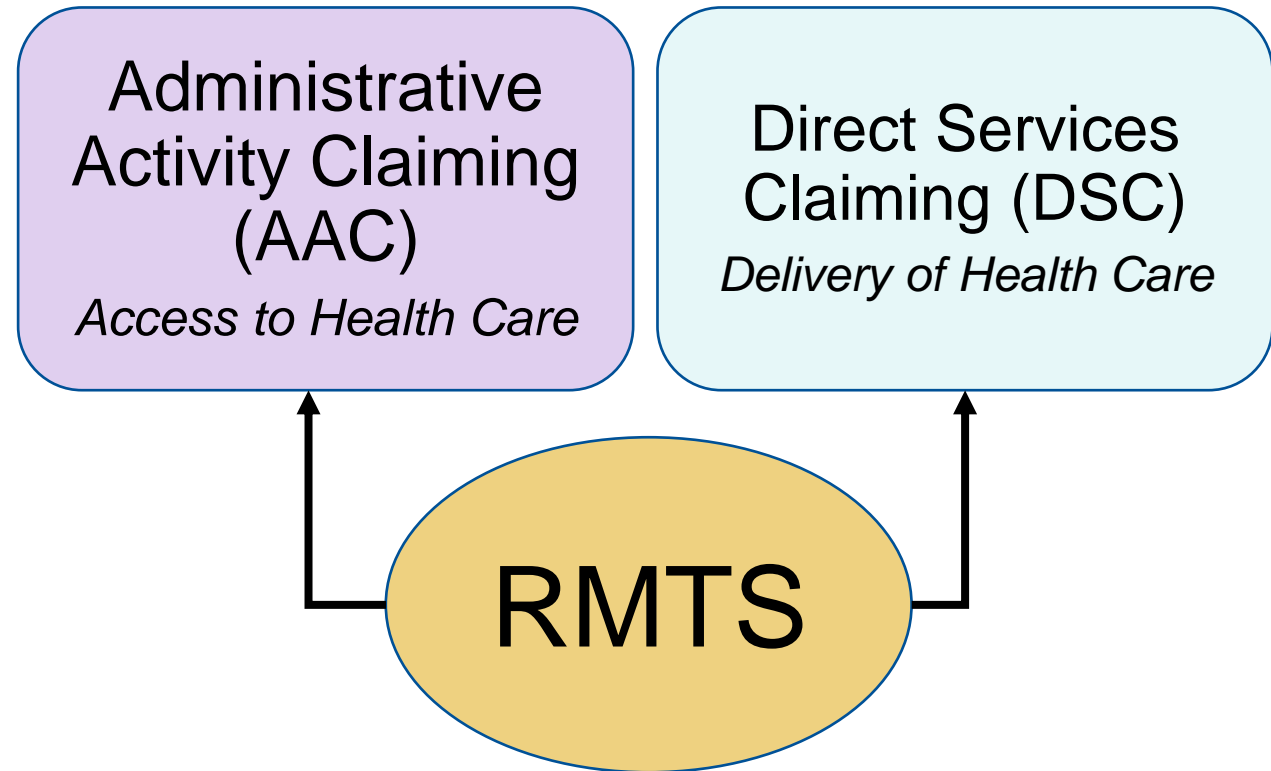 Administrative
Activity Claiming
(AAC)
Access to Health Care
Direct Services
Claiming (DSC)
Delivery of Health Care
RMTS